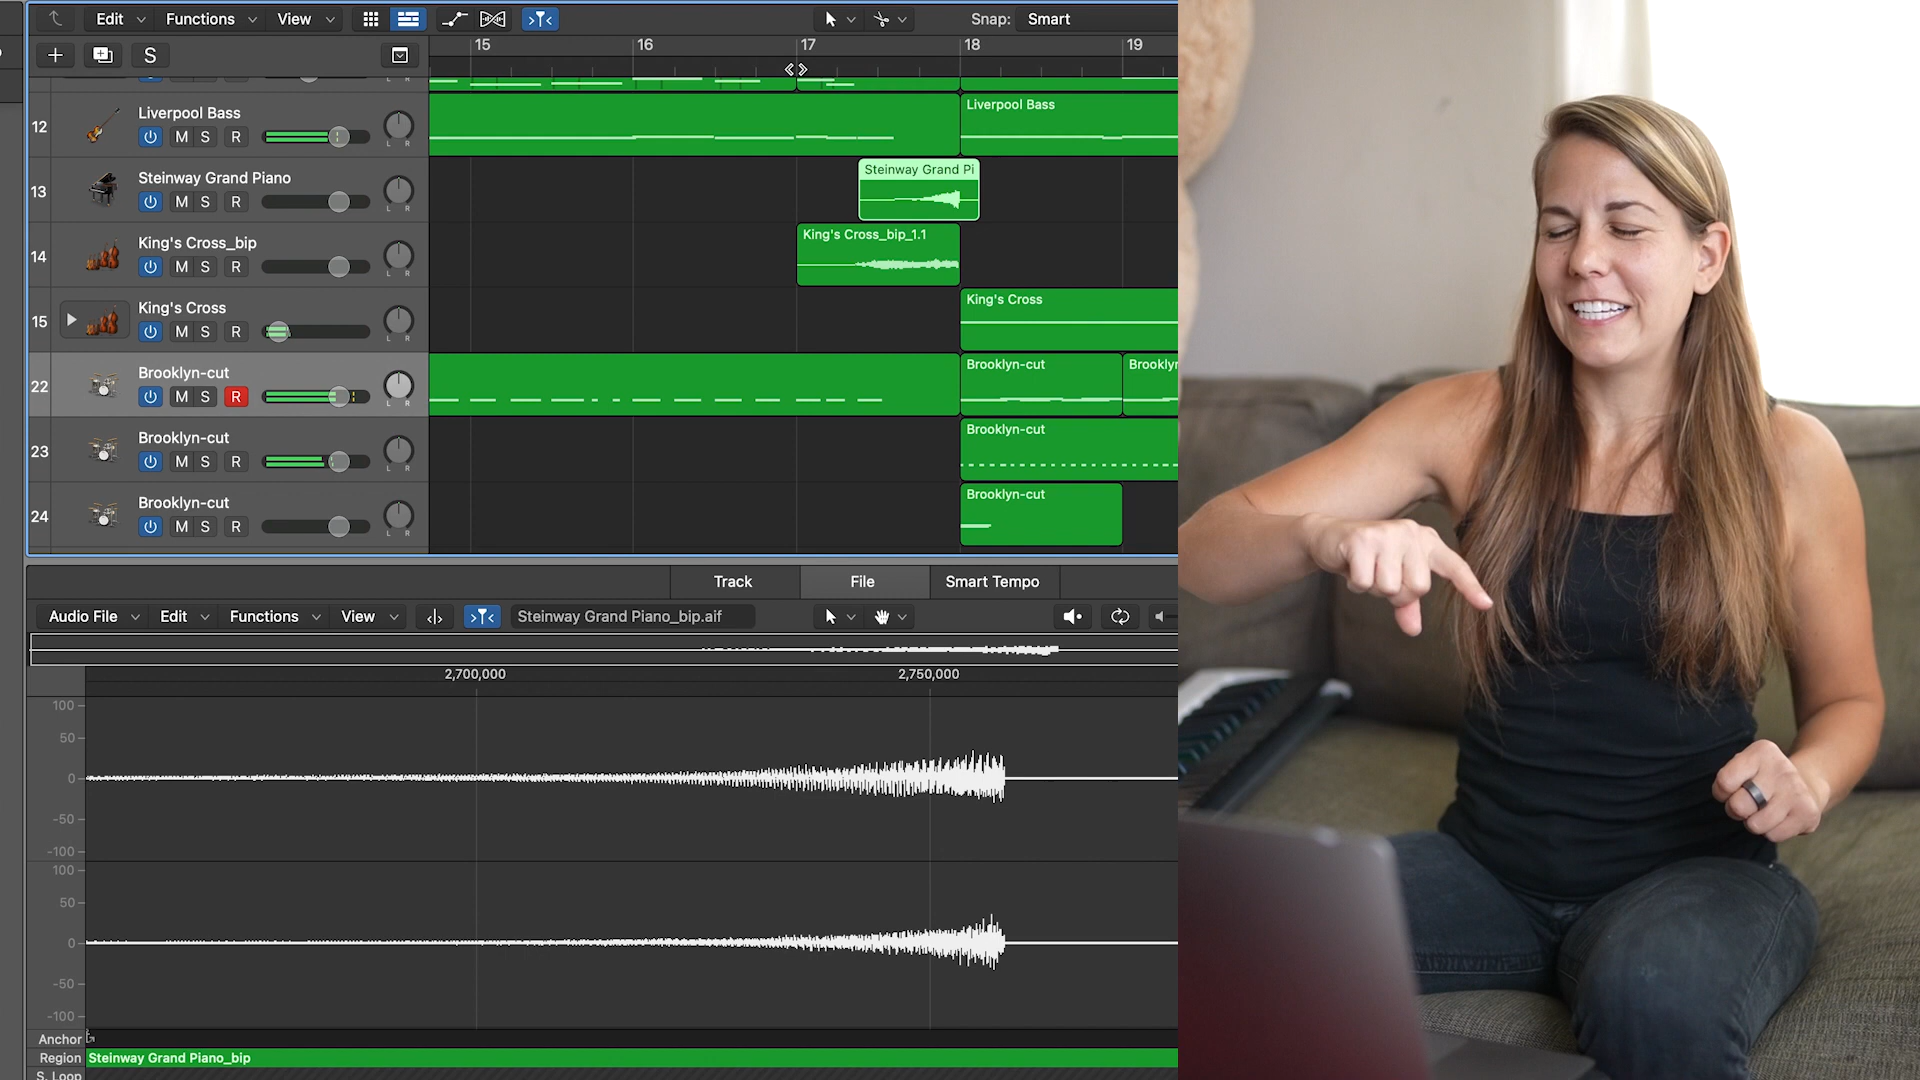 Edit Functions View Snap: Smart
S
15 16 17 18 19
12 Liverpool Bass
M S R
L R
Liverpool Bass
13 Steinway Grand Piano
M S R
L R
Steinway Grand Pi
14 King's Cross_bip
M S R
L R
King's Cross_bip_1.1
15 King's Cross
M S R
L R
King's Cross
22 Brooklyn-cut
M S R
L R
Brooklyn-cut
Brooklyn
23 Brooklyn-cut
M S R
L R
Brooklyn-cut
24 Brooklyn-cut
M S R
L R
Brooklyn-cut
Track File Smart Tempo
Audio File Edit Functions View Steinway Grand Piano_bip.aif
2,700,000 2,750,000
100
50
0
-50
-100
100
50
0
-50
-100
Anchor
Region Steinway Grand Piano_bip
S. Loop